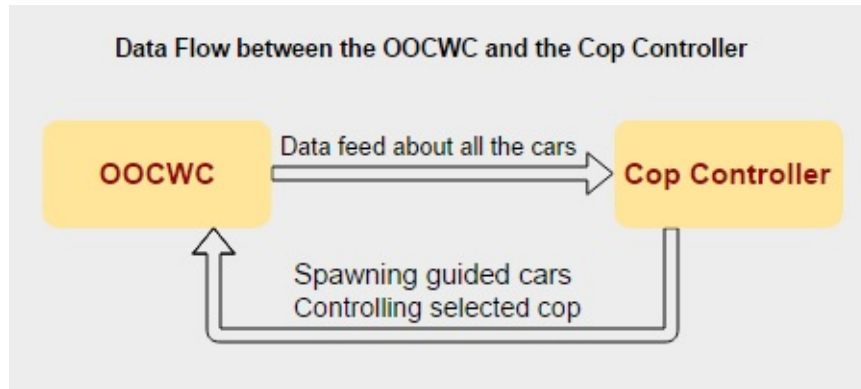 Data Flow between the OOCWC and the Cop Controller
Data feed about all the cars
OOCWC
Cop Controller
Spawning guided cars
Controlling selected cop